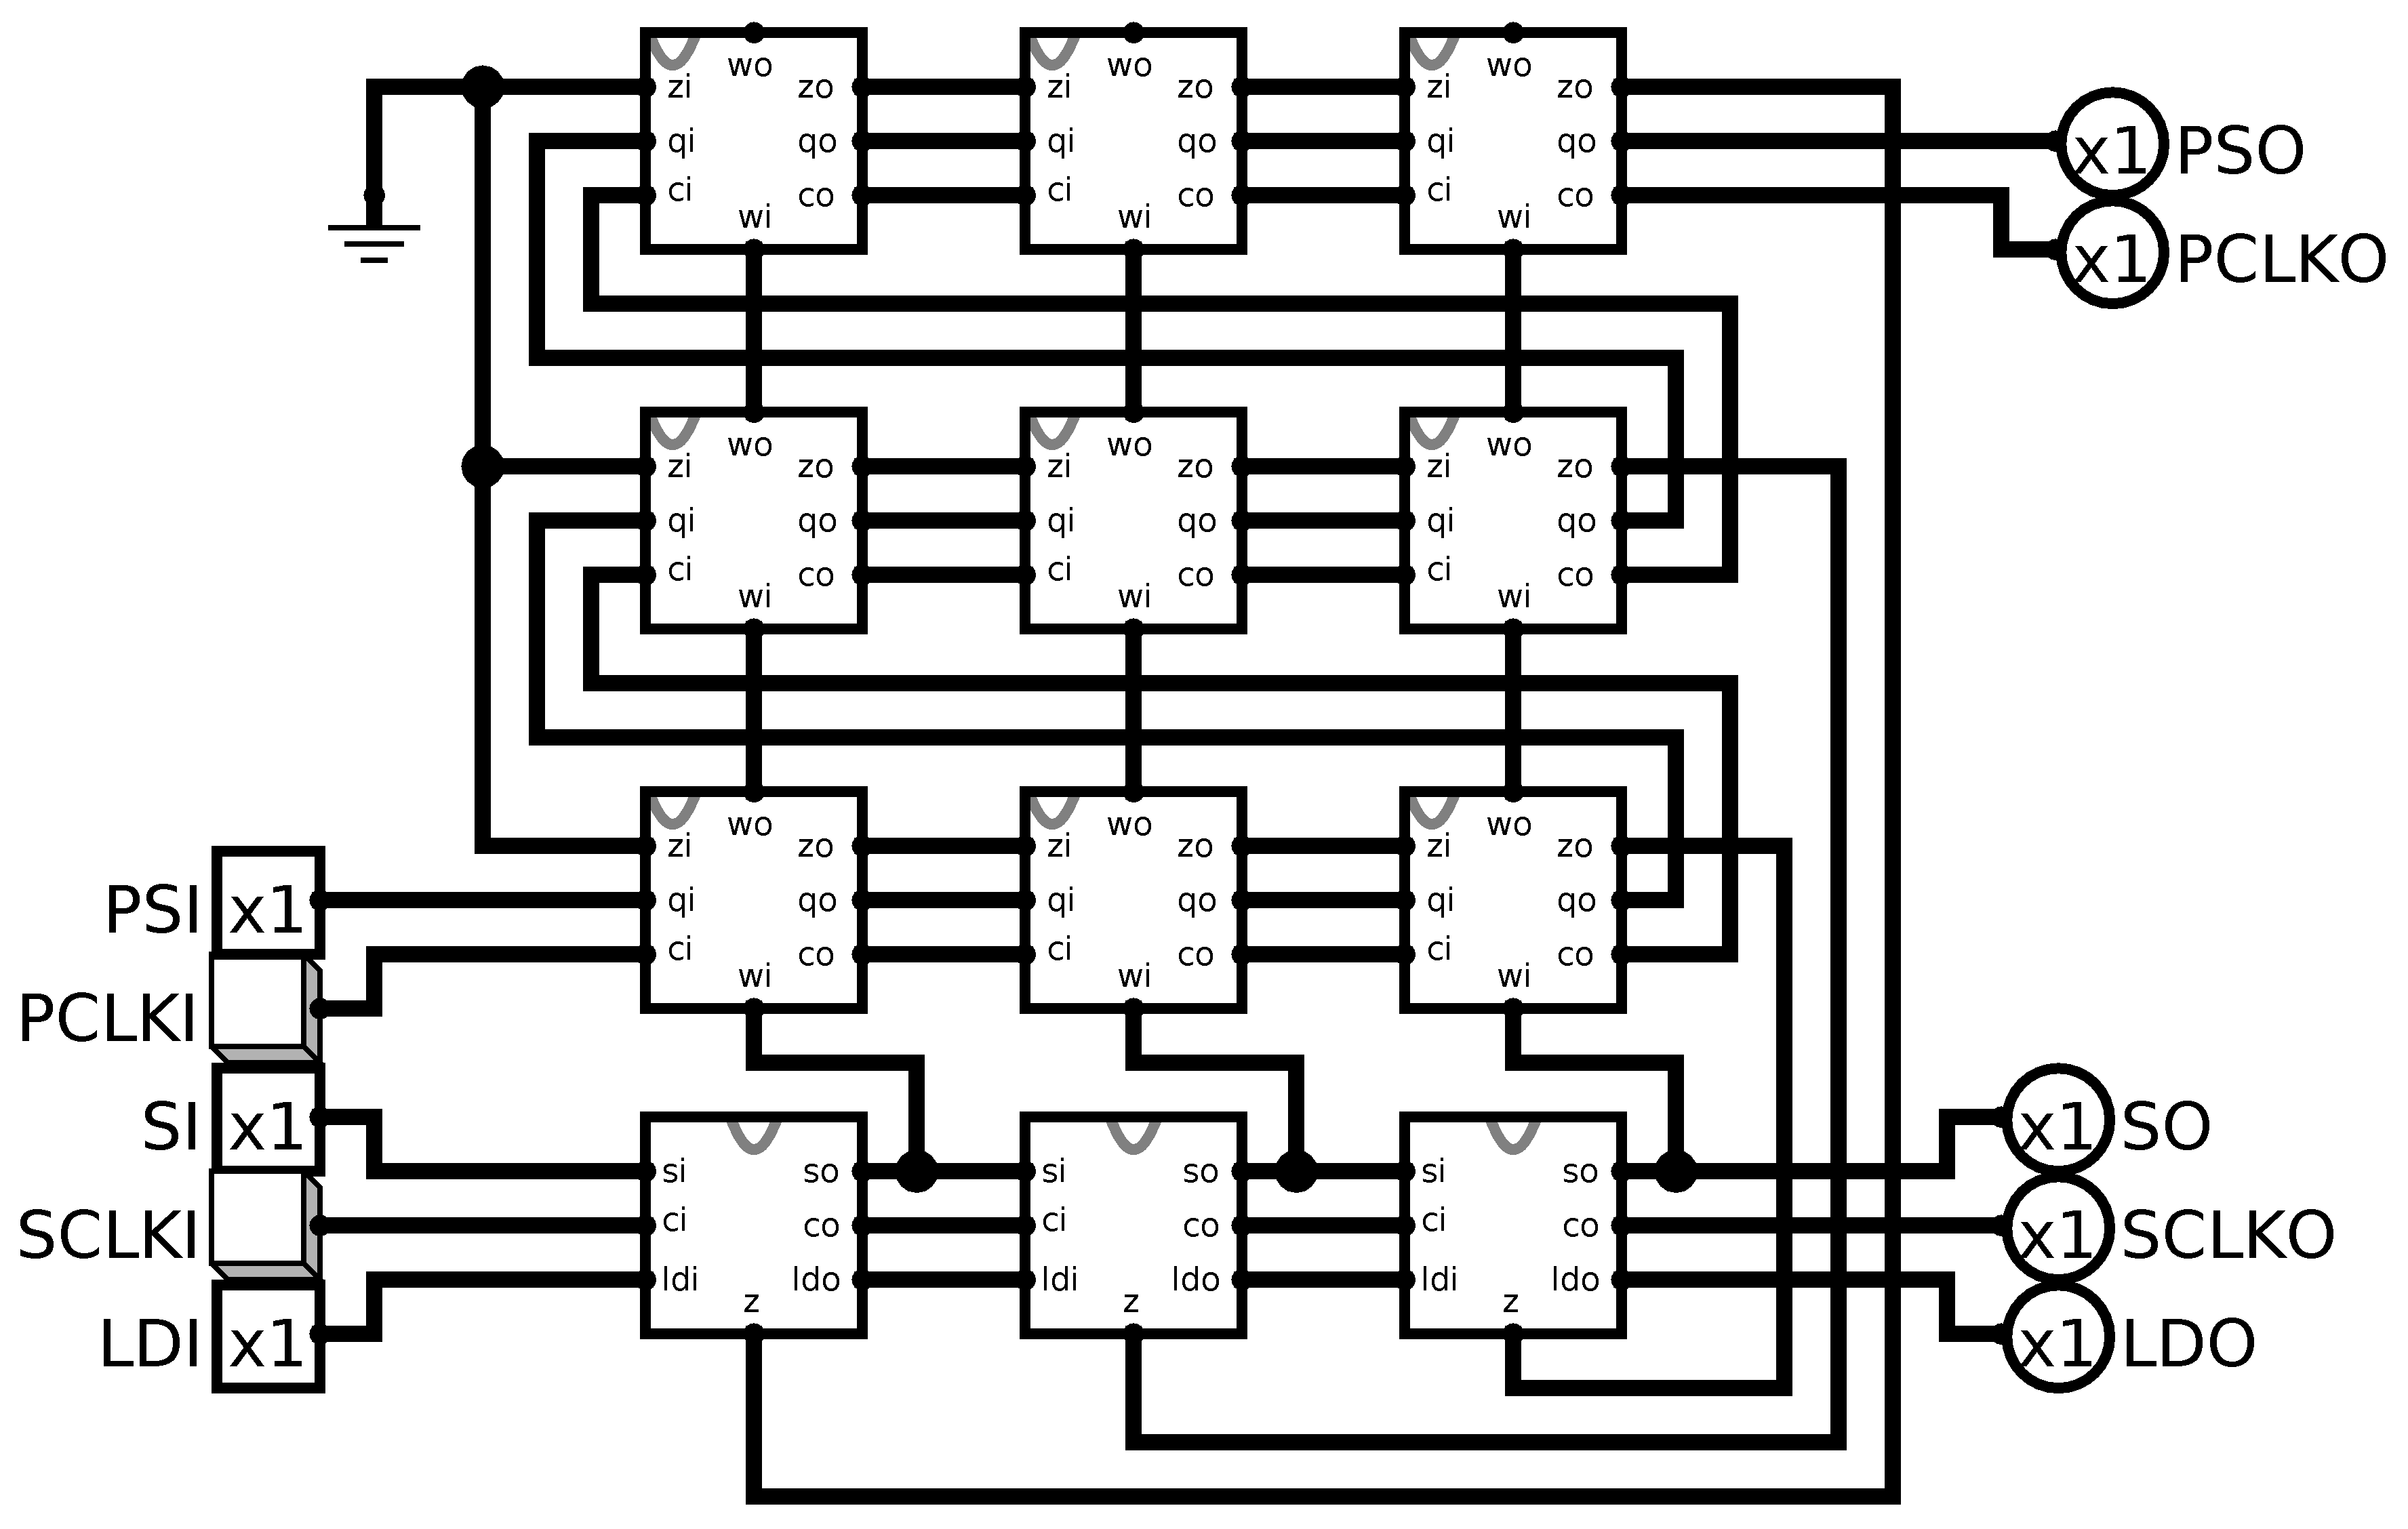 wo wo wo
zi zo zi zo zi zo
qi qo qi qo qi qo x1 PSO
ci co ci co ci co
wi wi wi
x1 PCLKO
wo wo wo
zi zo zi zo zi zo
qi qo qi qo qi qo
ci co ci co ci co
wi wi wi
wo wo wo
zi zo zi zo zi zo
PSI x1 qi qo qi qo qi qo
ci co ci co ci co
wi wi wi
PCLKI
SI x1 x1 SO
si so si so si so
SCLKI ci co ci co ci co x1 SCLKO
ldi ldo ldi ldo ldi ldo
z z z
LDI x1 x1 LDO